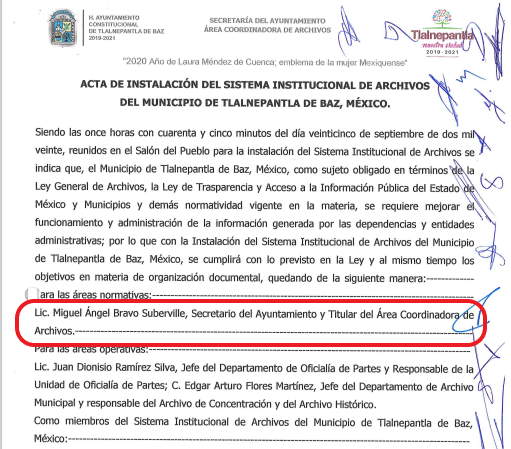 H. AYUNTAMIENTO
CONSTITUCIONAL
DE TLALNEPANTLA DE BAZ
2019-2021
SECRETARÍA DEL AYUNTAMIENTO
ÁREA COORDINADORA DE ARCHIVOS
Tlalnepantla
nuestra ciudad
2019 - 2021
"2020 Año de Laura Méndez de Cuenca; emblema de la mujer Mexiquense"
ACTA DE INSTALACIÓN DEL SISTEMA INSTITUCIONAL DE ARCHIVOS
DEL MUNICIPIO DE TLALNEPANTLA DE BAZ, MÉXICO.
Siendo las once horas con cuarenta y cinco minutos del día veinticinco de septiembre de dos mil
veinte, reunidos en el Salón del Pueblo para la instalación del Sistema Institucional de Archivos se
indica que, el Municipio de Tlalnepantla de Baz, México, como sujeto obligado en términos de la
Ley General de Archivos, la Ley de Trasparencia y Acceso a la Información Pública del Estado de
México y Municipios y demás normatividad vigente en la materia, se requiere mejorar el
funcionamiento y administración de la información generada por las dependencias y entidades
administrativas; por lo que con la Instalación del Sistema Institucional de Archivos del Municipio
de Tlalnepantla de Baz, México, se cumplirá con lo previsto en la Ley y al mismo tiempo los
objetivos en materia de organización documental, quedando de la siguiente manera:-----------
Para las áreas normativas:------------------------------------------------------------
Lic. Miguel Ángel Bravo Suberville, Secretario del Ayuntamiento y Titular del Área Coordinadora de
Archivos.---------------------------------------------------------------------------
Para las áreas operativas:------------------------------------------------------------
Lic. Juan Dionisio Ramírez Silva, Jefe del Departamento de Oficialía de Partes y Responsable de la
Unidad de Oficialía de Partes; C. Edgar Arturo Flores Martínez, Jefe del Departamento de Archivo
Municipal y responsable del Archivo de Concentración y del Archivo Histórico.
Como miembros del Sistema Institucional de Archivos del Municipio de Tlalnepantla de Baz,
México:-----------------------------------------------------------------------------